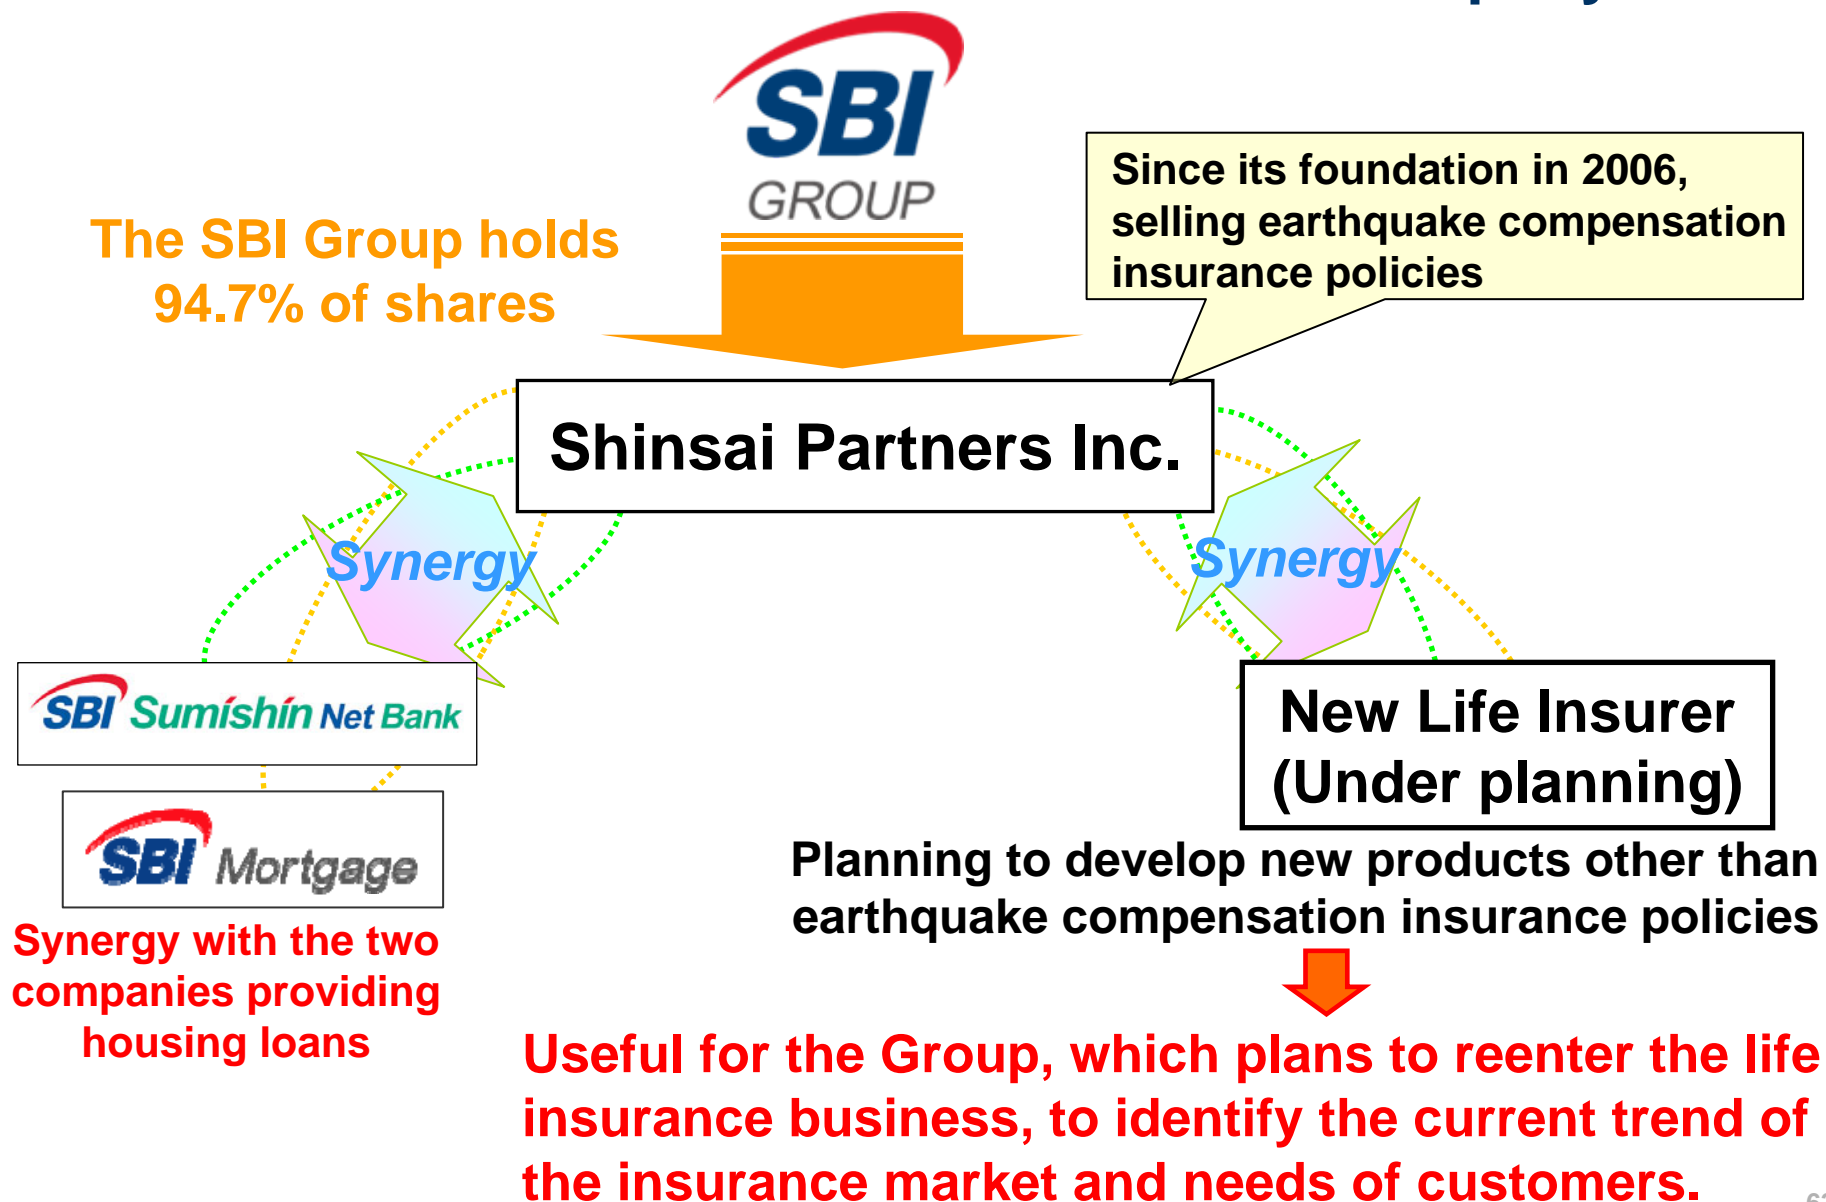 SBI
GROUP
Since its foundation in 2006,
selling earthquake compensation
insurance policies
The SBI Group holds
94.7% of shares
Shinsai Partners Inc.
Synergy
Synergy
SBI Sumishin Net Bank
New Life Insurer
(Under planning)
SBI Mortgage
Planning to develop new products other than
earthquake compensation insurance policies
Synergy with the two
companies providing
housing loans
Useful for the Group, which plans to reenter the life
insurance business, to identify the current trend of
the insurance market and needs of customers.